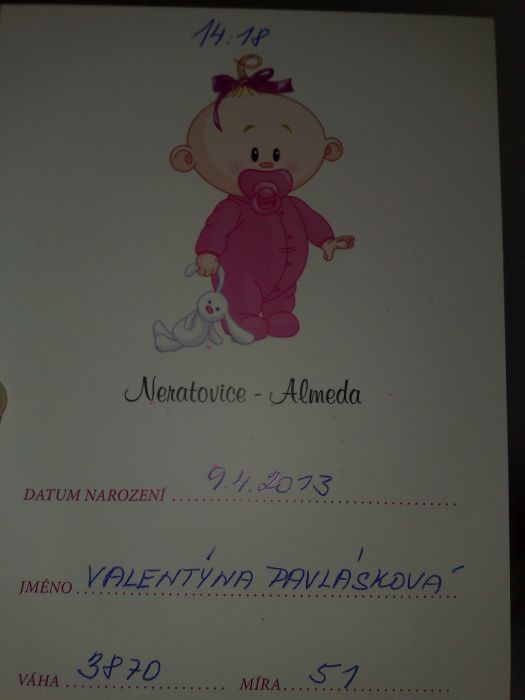 14:18
Neratovice - Almeda
DATUM NAROZENÍ 9.4.2013
JMÉNO VALENTÝNA PAVLÁSKOVÁ
VÁHA 3870 MÍRA 51